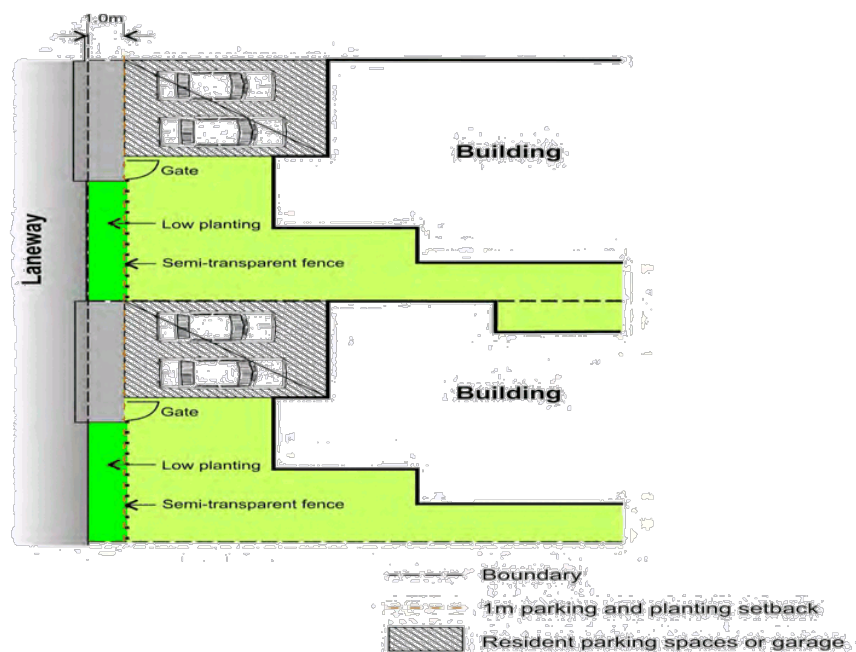 1.0m
Building
Gate
Laneway
Low planting
Semi-transparent fence
Building
Gate
Low planting
Semi-transparent fence
Boundary
1m parking and planting setback
Resident parking spaces or garage